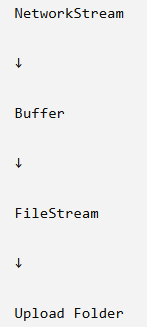 NetworkStream
↓
Buffer
↓
FileStream
↓
Upload Folder